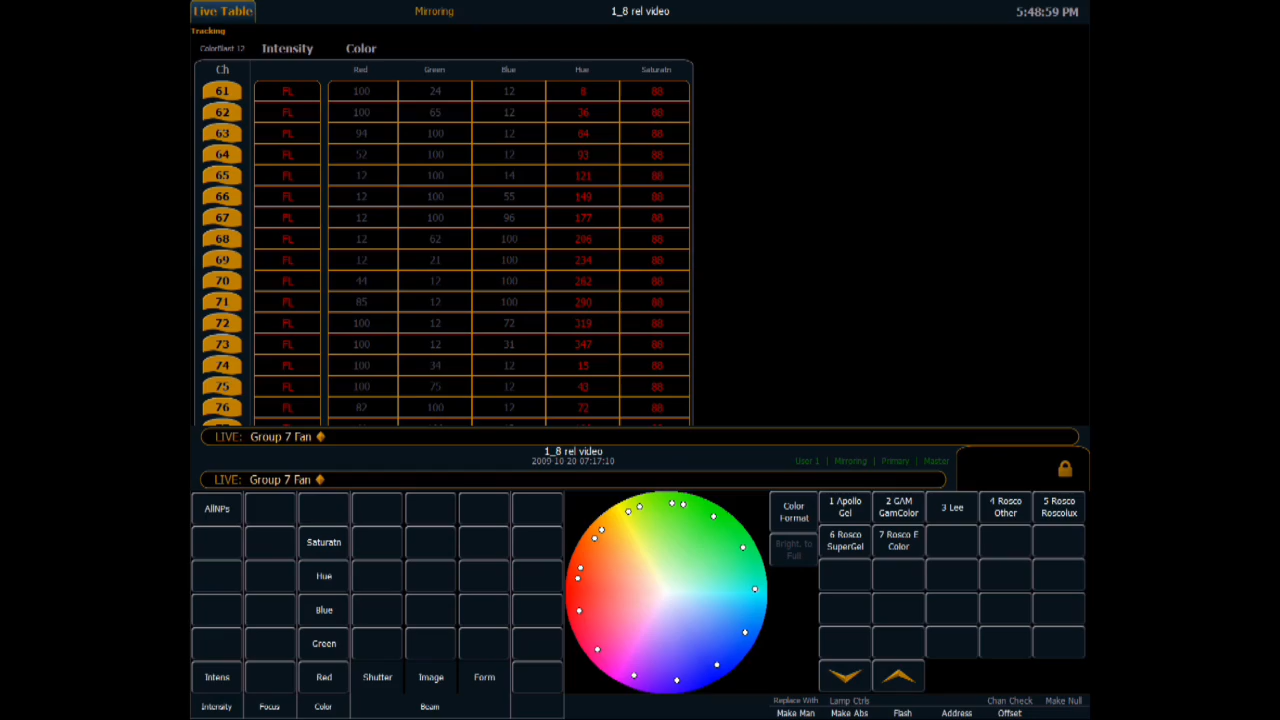 Live Table Mirroring 1_8 rel video 5:48:59 PM
Tracking
ColorBlast 12 Intensity Color
Ch Red Green Blue Hue Saturatn
61 FL 100 24 12 8 88
62 FL 100 65 12 36 88
63 FL 94 100 12 64 88
64 FL 52 100 12 93 88
65 FL 12 100 14 121 88
66 FL 12 100 55 149 88
67 FL 12 100 96 177 88
68 FL 12 62 100 206 88
69 FL 12 21 100 234 88
70 FL 44 12 100 262 88
71 FL 85 12 100 290 88
72 FL 100 12 72 319 88
73 FL 100 12 31 347 88
74 FL 100 34 12 15 88
75 FL 100 75 12 43 88
76 FL 82 100 12 72 88
LIVE: Group 7 Fan
1_8 rel video
2009 10 20 07:17:10
User 1 | Mirroring | Primary | Master
LIVE: Group 7 Fan
AllNPs
Saturatn
Hue
Blue
Green
Intens Red Shutter Image Form
Intensity Focus Color Beam
Color Format
Bright. to Full
1 Apollo Gel
2 GAM GamColor
3 Lee
4 Rosco Other
5 Rosco Roscolux
6 Rosco SuperGel
7 Rosco E Color
Replace With Lamp Ctrls Chan Check Make Null
Make Man Make Abs Flash Address Offset